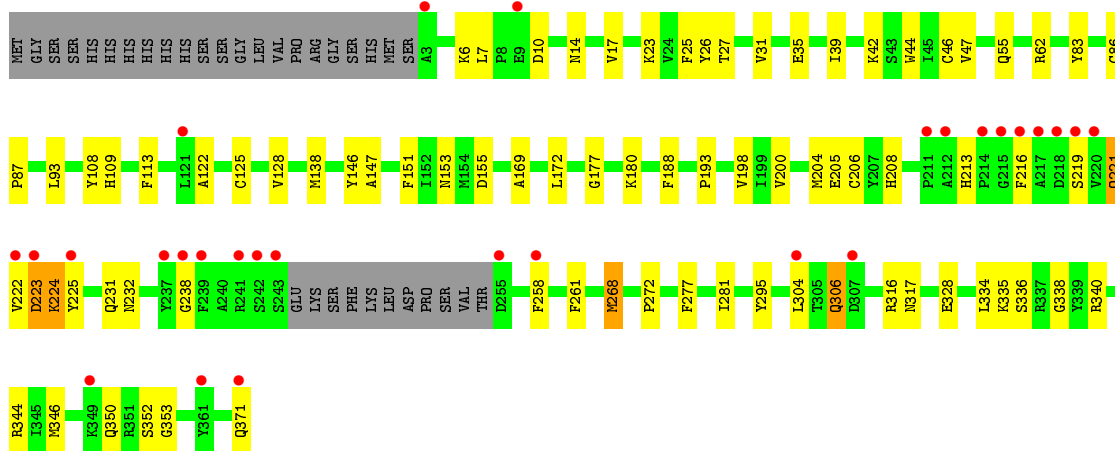 MET GLY SER SER HIS HIS HIS HIS HIS HIS SER SER GLY LEU VAL PRO ARG GLY SER HIS MET SER A3 K6 L7 P8 E9 D10 N14 V17 K23 V24 F25 Y26 T27 V31 E35 I39 K42 S43 W44 I45 C46 V47 Q55 R62 Y83
P87 L93 Y108 H109 F113 L121 A122 C125 V128 M138 Y146 A147 F151 I152 N153 M154 D155 A169 L172 G177 K180 F188 P193 V198 I199 V200 M204 E205 C206 Y207 H208 P211 A212 H213 P214 G215 F216 A217 D218 S219 V220
V222 D223 K224 Y225 Q231 N232 Y237 G238 F239 A240 R241 S242 S243 GLU LYS SER PHE LYS LEU ASP PRO SER VAL THR D255 F258 F261 M268 P272 F277 I281 Y295 L304 T305 Q306 D307 R316 N317 E328 L334 K335 S336 R337 G338 Y339 R340
R344 I345 M346 K349 Q350 R351 S352 G353 Y361 Q371